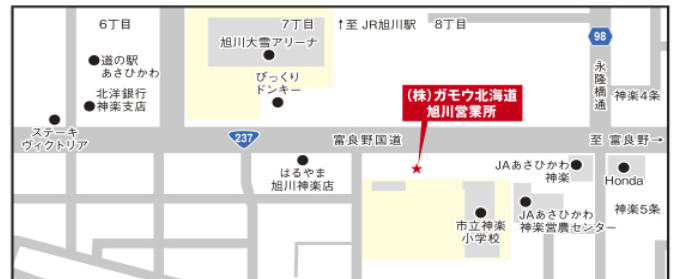 6丁目
7丁目
↑至 JR旭川駅
8丁目
98
旭川大雪アリーナ
道の駅
あさひかわ
びっくり
ドンキー
北洋銀行
神楽支店
(株)ガモウ北海道
旭川営業所
永隆橋通
神楽4条
ステーキ
ヴィクトリア
237
富良野国道
至 富良野→
はるやま
旭川神楽店
JAあさひかわ
神楽
Honda
市立神楽
小学校
JAあさひかわ
神楽営農センター
神楽5条